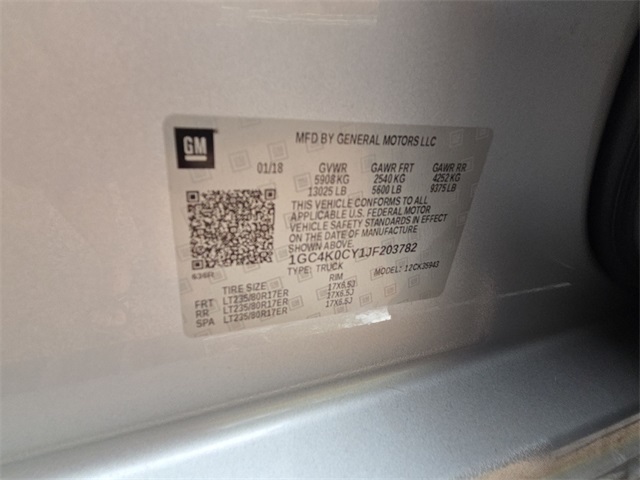 GM
MFD BY GENERAL MOTORS LLC
01/18 GVWR GAWR FRT GAWR RR
5908 KG 2540 KG 4252 KG
13025 LB 5600 LB 9375 LB
THIS VEHICLE CONFORMS TO ALL
APPLICABLE U.S. FEDERAL MOTOR
VEHICLE SAFETY STANDARDS IN EFFECT
ON THE DATE OF MANUFACTURE
SHOWN ABOVE.
1GC4K0CY1JF203782
TYPE: TRUCK MODEL: 12CK35943
TIRE SIZE RIM
FRT LT235/80R17ER 17X6.5J
RR LT235/80R17ER 17X6.5J
SPA LT235/80R17ER 17X6.5J